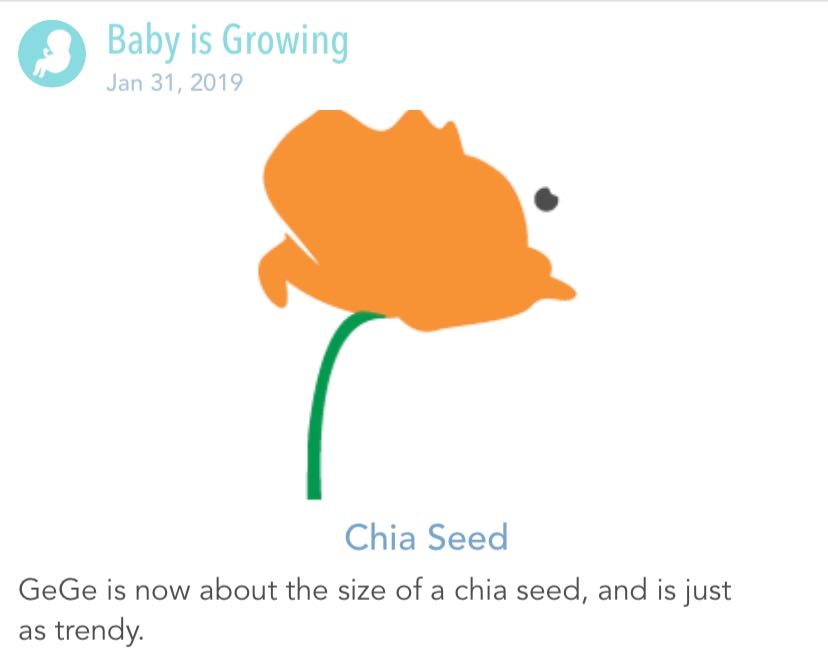 Baby is Growing
Jan 31, 2019
Chia Seed
GeGe is now about the size of a chia seed, and is just
as trendy.